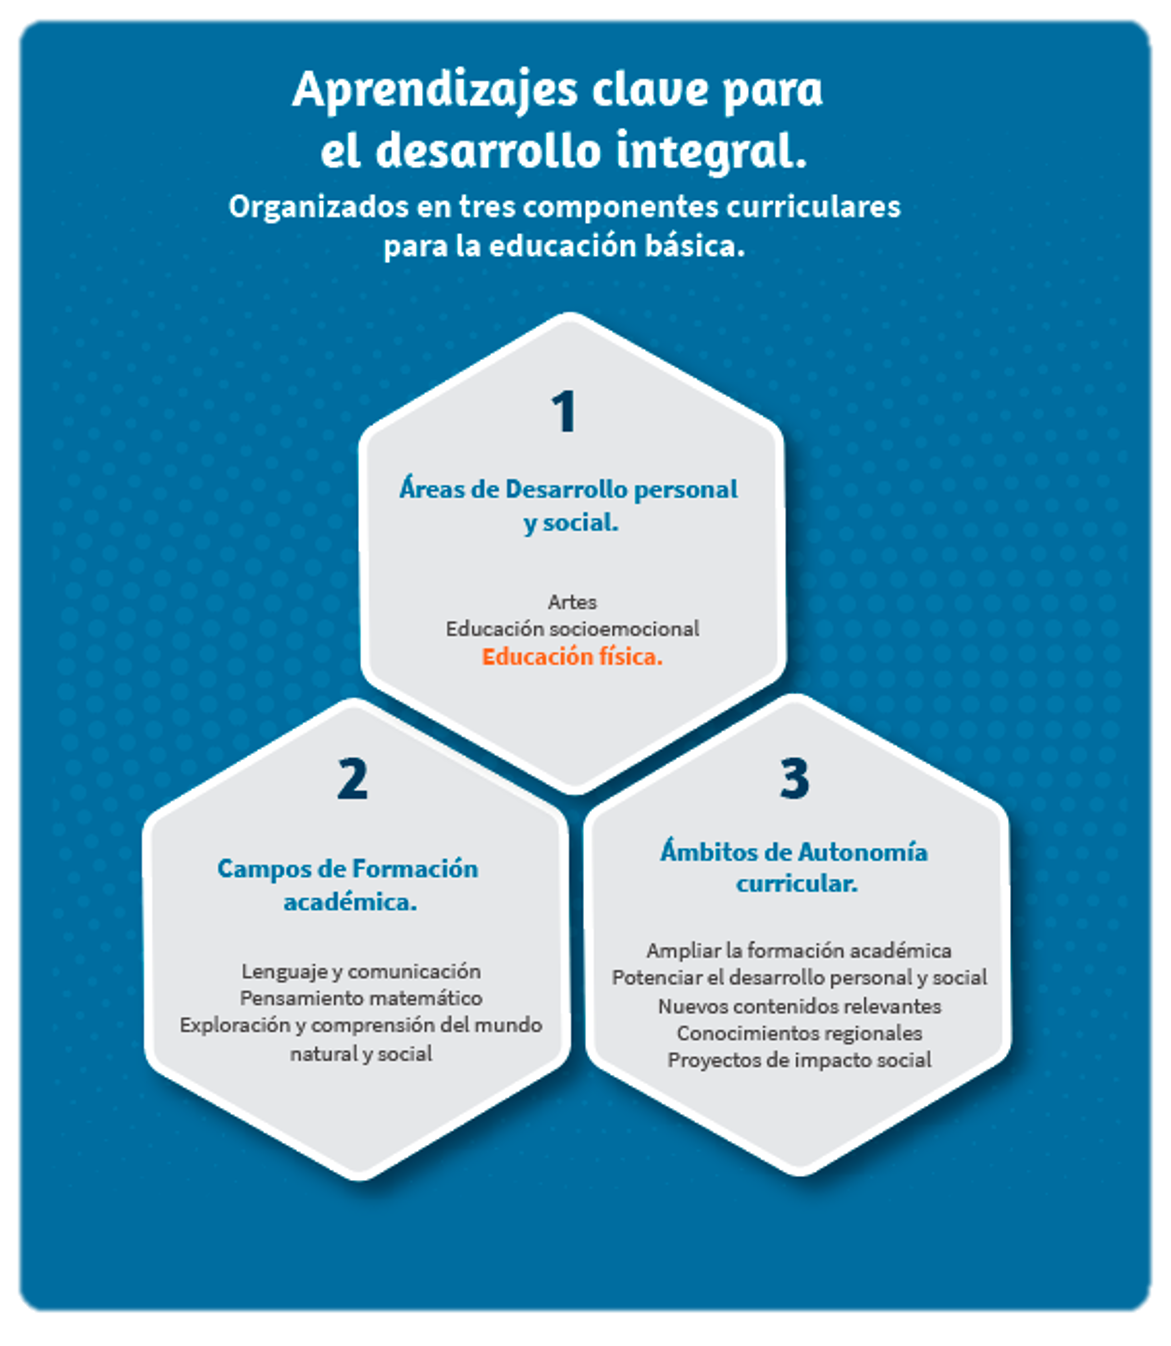 Aprendizajes clave para
el desarrollo integral.
Organizados en tres componentes curriculares
para la educación básica.
1
Áreas de Desarrollo personal
y social.
Artes
Educación socioemocional
Educación física.
2
Campos de Formación
académica.
Lenguaje y comunicación
Pensamiento matemático
Exploración y comprensión del mundo
natural y social
3
Ámbitos de Autonomía
curricular.
Ampliar la formación académica
Potenciar el desarrollo personal y social
Nuevos contenidos relevantes
Conocimientos regionales
Proyectos de impacto social